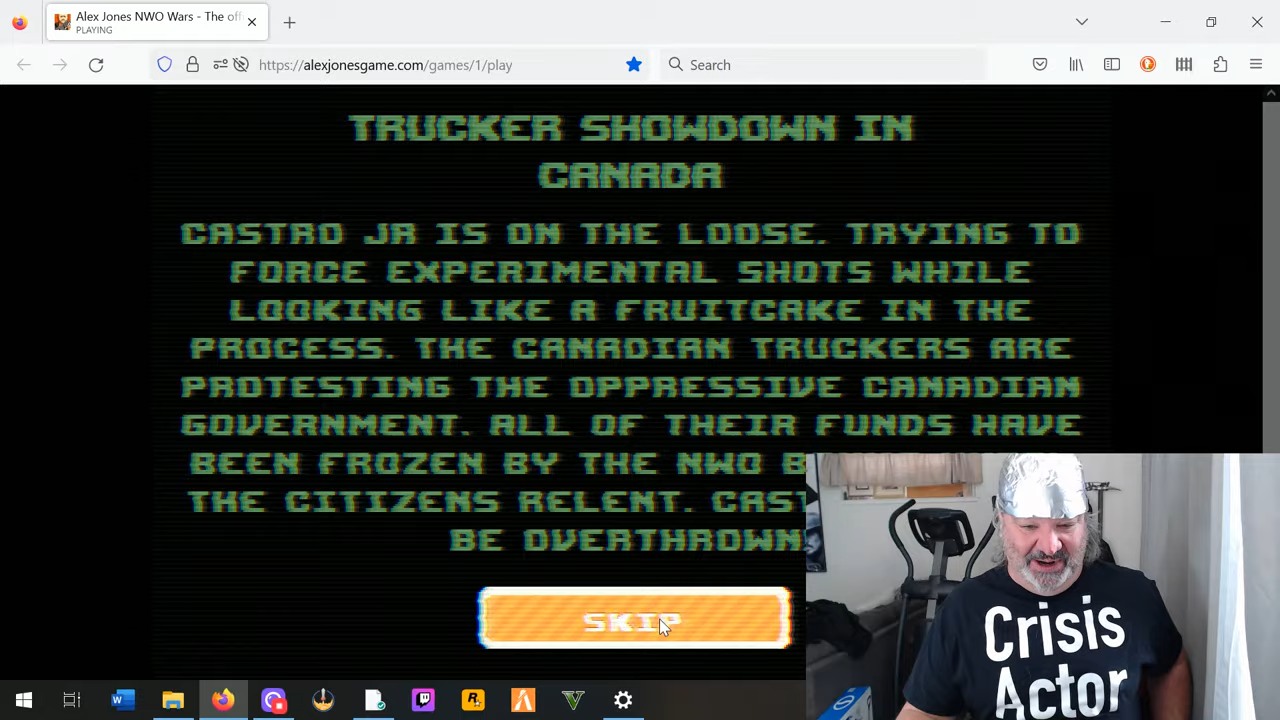 Alex Jones NWO Wars - The off
PLAYING
https://alexjonesgame.com/games/1/play
Search
TRUCKER SHOWDOWN IN
CANADA
CASTRO JR IS ON THE LOOSE. TRYING TO
FORCE EXPERIMENTAL SHOTS WHILE
LOOKING LIKE A FRUITCAKE IN THE
PROCESS. THE CANADIAN TRUCKERS ARE
PROTESTING THE OPPRESSIVE CANADIAN
GOVERNMENT. ALL OF THEIR FUNDS HAVE
BEEN FROZEN BY THE NWO B
THE CITIZENS RELENT. CAST
BE OVERTHROWN
SKIP
Crisis
Actor